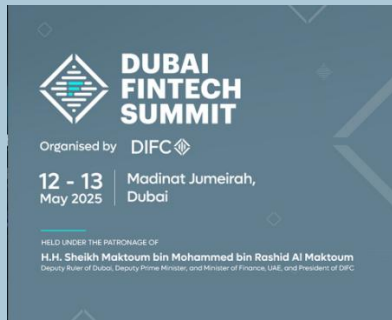 DUBAI
FINTECH
SUMMIT
Organised by DIFC
12 - 13
May 2025
Madinat Jumeirah,
Dubai
HELD UNDER THE PATRONAGE OF
H.H. Sheikh Maktoum bin Mohammed bin Rashid Al Maktoum
Deputy Ruler of Dubai, Deputy Prime Minister, and Minister of Finance, UAE, and President of DIFC